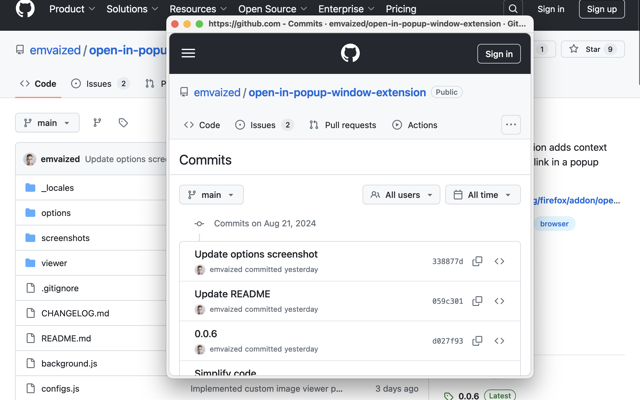 Product Solutions Resources Open Source Enterprise Pricing Sign in Sign up
https://github.com - Commits · emvaized/open-in-popup-window-extension · Git...
Sign in
emvaized / open-in-popu
1 Star 9
emvaized / open-in-popup-window-extension Public
Code Issues 2 P
Code Issues 2 Pull requests Actions
main
Commits
main All users All time
emvaized Update options scree
Commits on Aug 21, 2024
ion adds context
link in a popup
g/firefox/addon/ope...
browser
_locales
options
screenshots
viewer
.gitignore
CHANGELOG.md
README.md
background.js
configs.js
Update options screenshot
emvaized committed yesterday
338877d
Update README
emvaized committed yesterday
059c301
0.0.6
emvaized committed yesterday
d027f93
Simplify code
Implemented custom image viewer p... 3 days ago
0.0.6 Latest